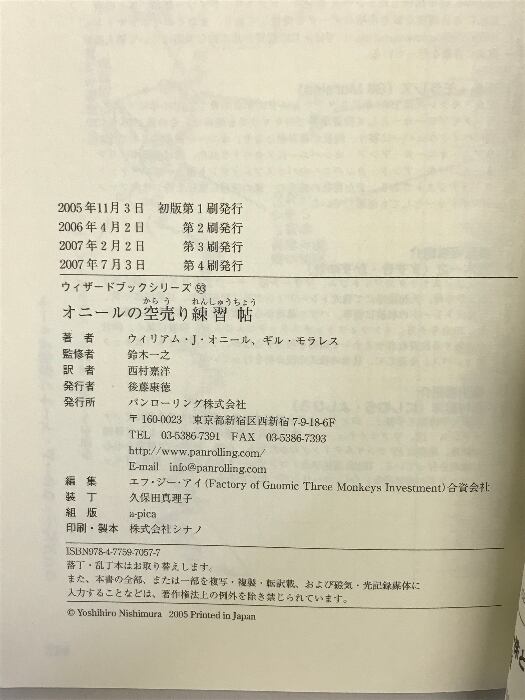 2005年11月3日　初版第1刷発行
2006年4月2日　第2刷発行
2007年2月2日　第3刷発行
2007年7月3日　第4刷発行
ウィザードブックシリーズ 93
からう　れんしゅうちょう
オニールの空売り練習帖
著　者　ウィリアム・J・オニール、ギル・モラレス
監修者　鈴木一之
訳　者　西村嘉洋
発行者　後藤康徳
発行所　パンローリング株式会社
〒160-0023　東京都新宿区西新宿7-9-18-6F
TEL　03-5386-7391　FAX　03-5386-7393
http://www.panrolling.com/
E-mail　info@panrolling.com
編　集　エフ・ジー・アイ(Factory of Gnomic Three Monkeys Investment)合資会社
装　丁　久保田真理子
組　版　a-pica
印刷・製本　株式会社シナノ
ISBN978-4-7759-7057-7
落丁・乱丁本はお取り替えします。
また、本書の全部、または一部を複写・複製・転訳載、および磁気・光記録媒体に
入力することなどは、著作権法上の例外を除き禁じられています。
© Yoshihiro Nishimura　2005 Printed in Japan